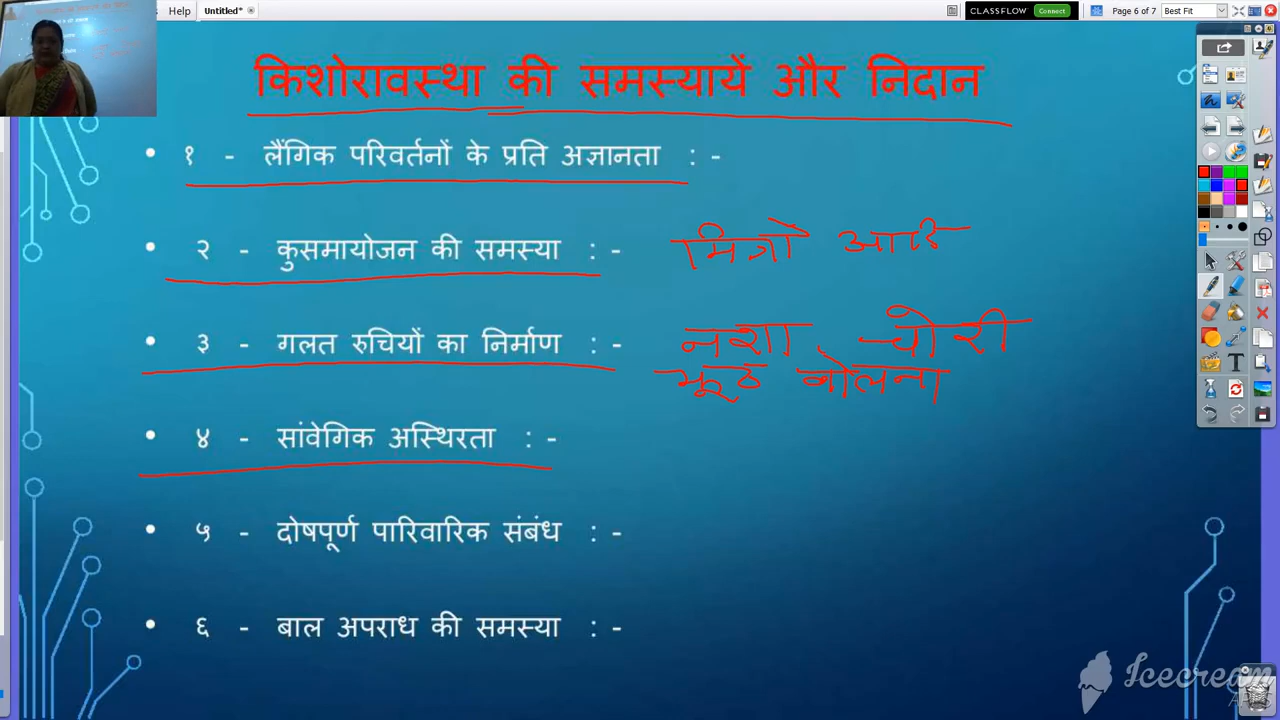 Help Untitled* CLASSFLOW Connect Page 6 of 7 Best Fit
किशोरावस्था की समस्यायें और निदान
• १ - लैंगिक परिवर्तनों के प्रति अज्ञानता : -
• २ - कुसमायोजन की समस्या : - मित्रो आदि
• ३ - गलत रुचियों का निर्माण : - नशा, चोरी
झूठ बोलना
• ४ - सांवेगिक अस्थिरता : -
• ५ - दोषपूर्ण पारिवारिक संबंध : -
• ६ - बाल अपराध की समस्या : -
Icecream
APPS